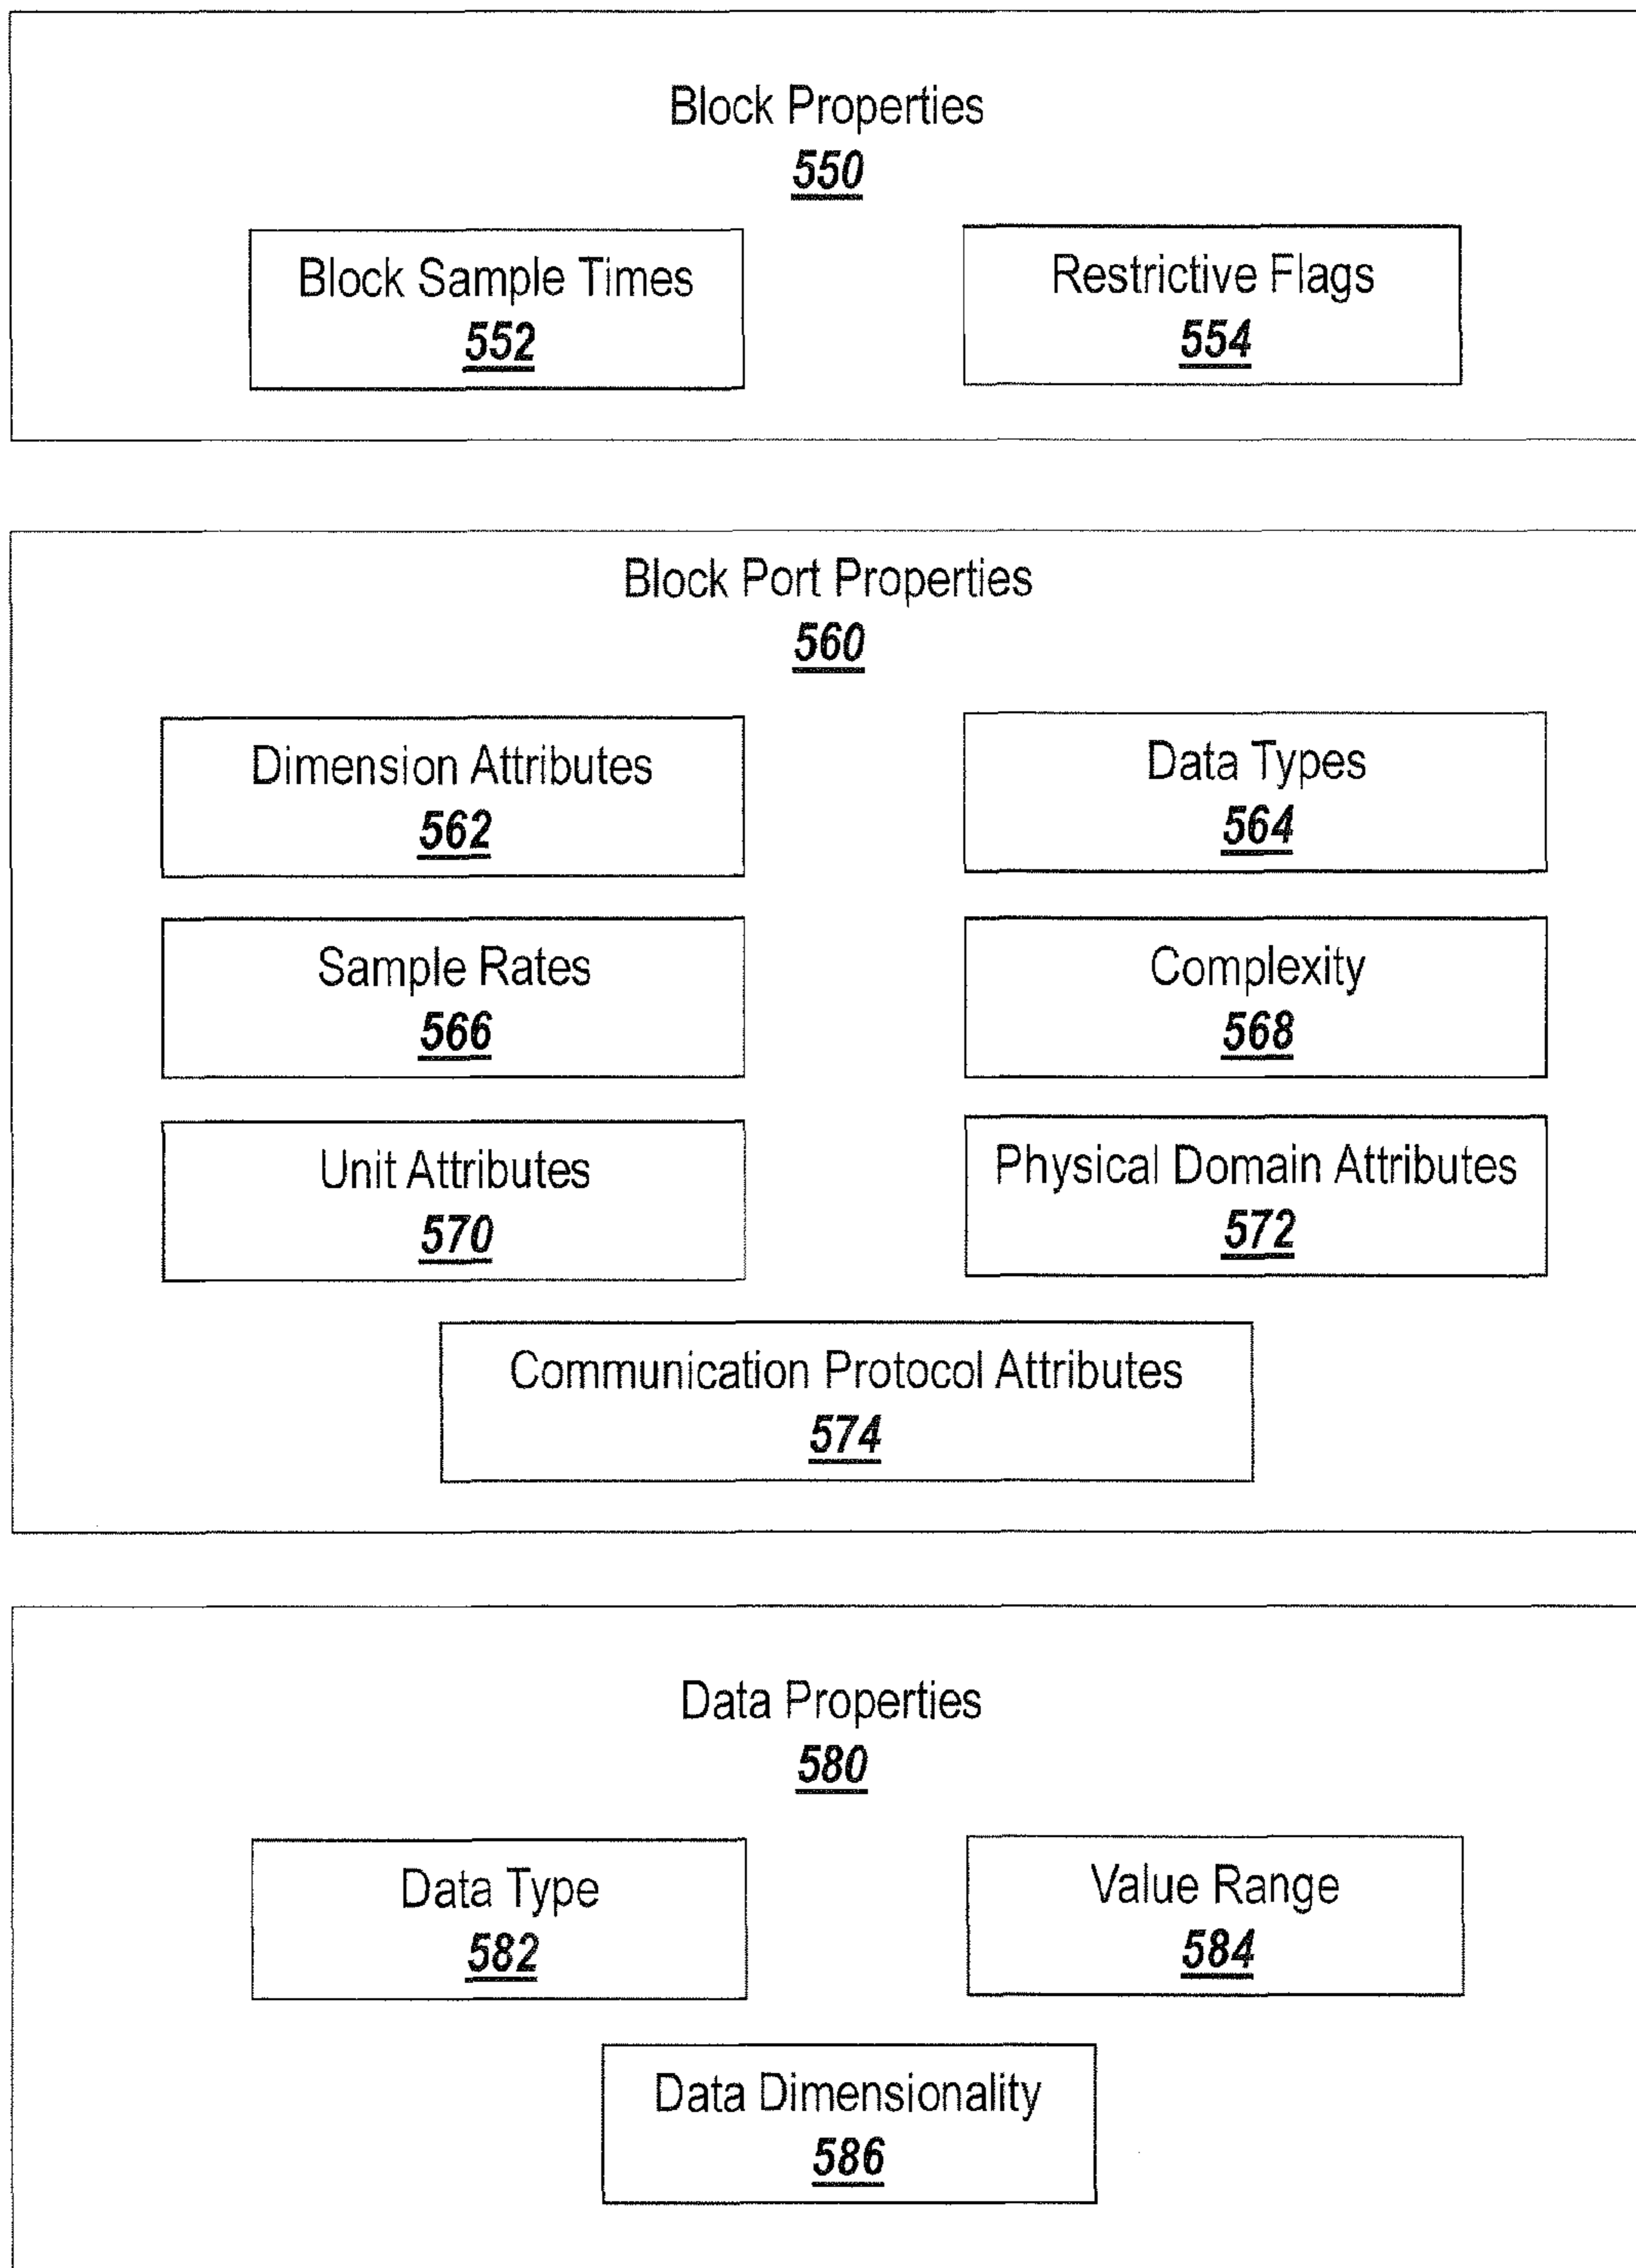 Block Properties
550
Block Sample Times
552
Restrictive Flags
554
Block Port Properties
560
Dimension Attributes
562
Data Types
564
Sample Rates
566
Complexity
568
Unit Attributes
570
Physical Domain Attributes
572
Communication Protocol Attributes
574
Data Properties
580
Data Type
582
Value Range
584
Data Dimensionality
586